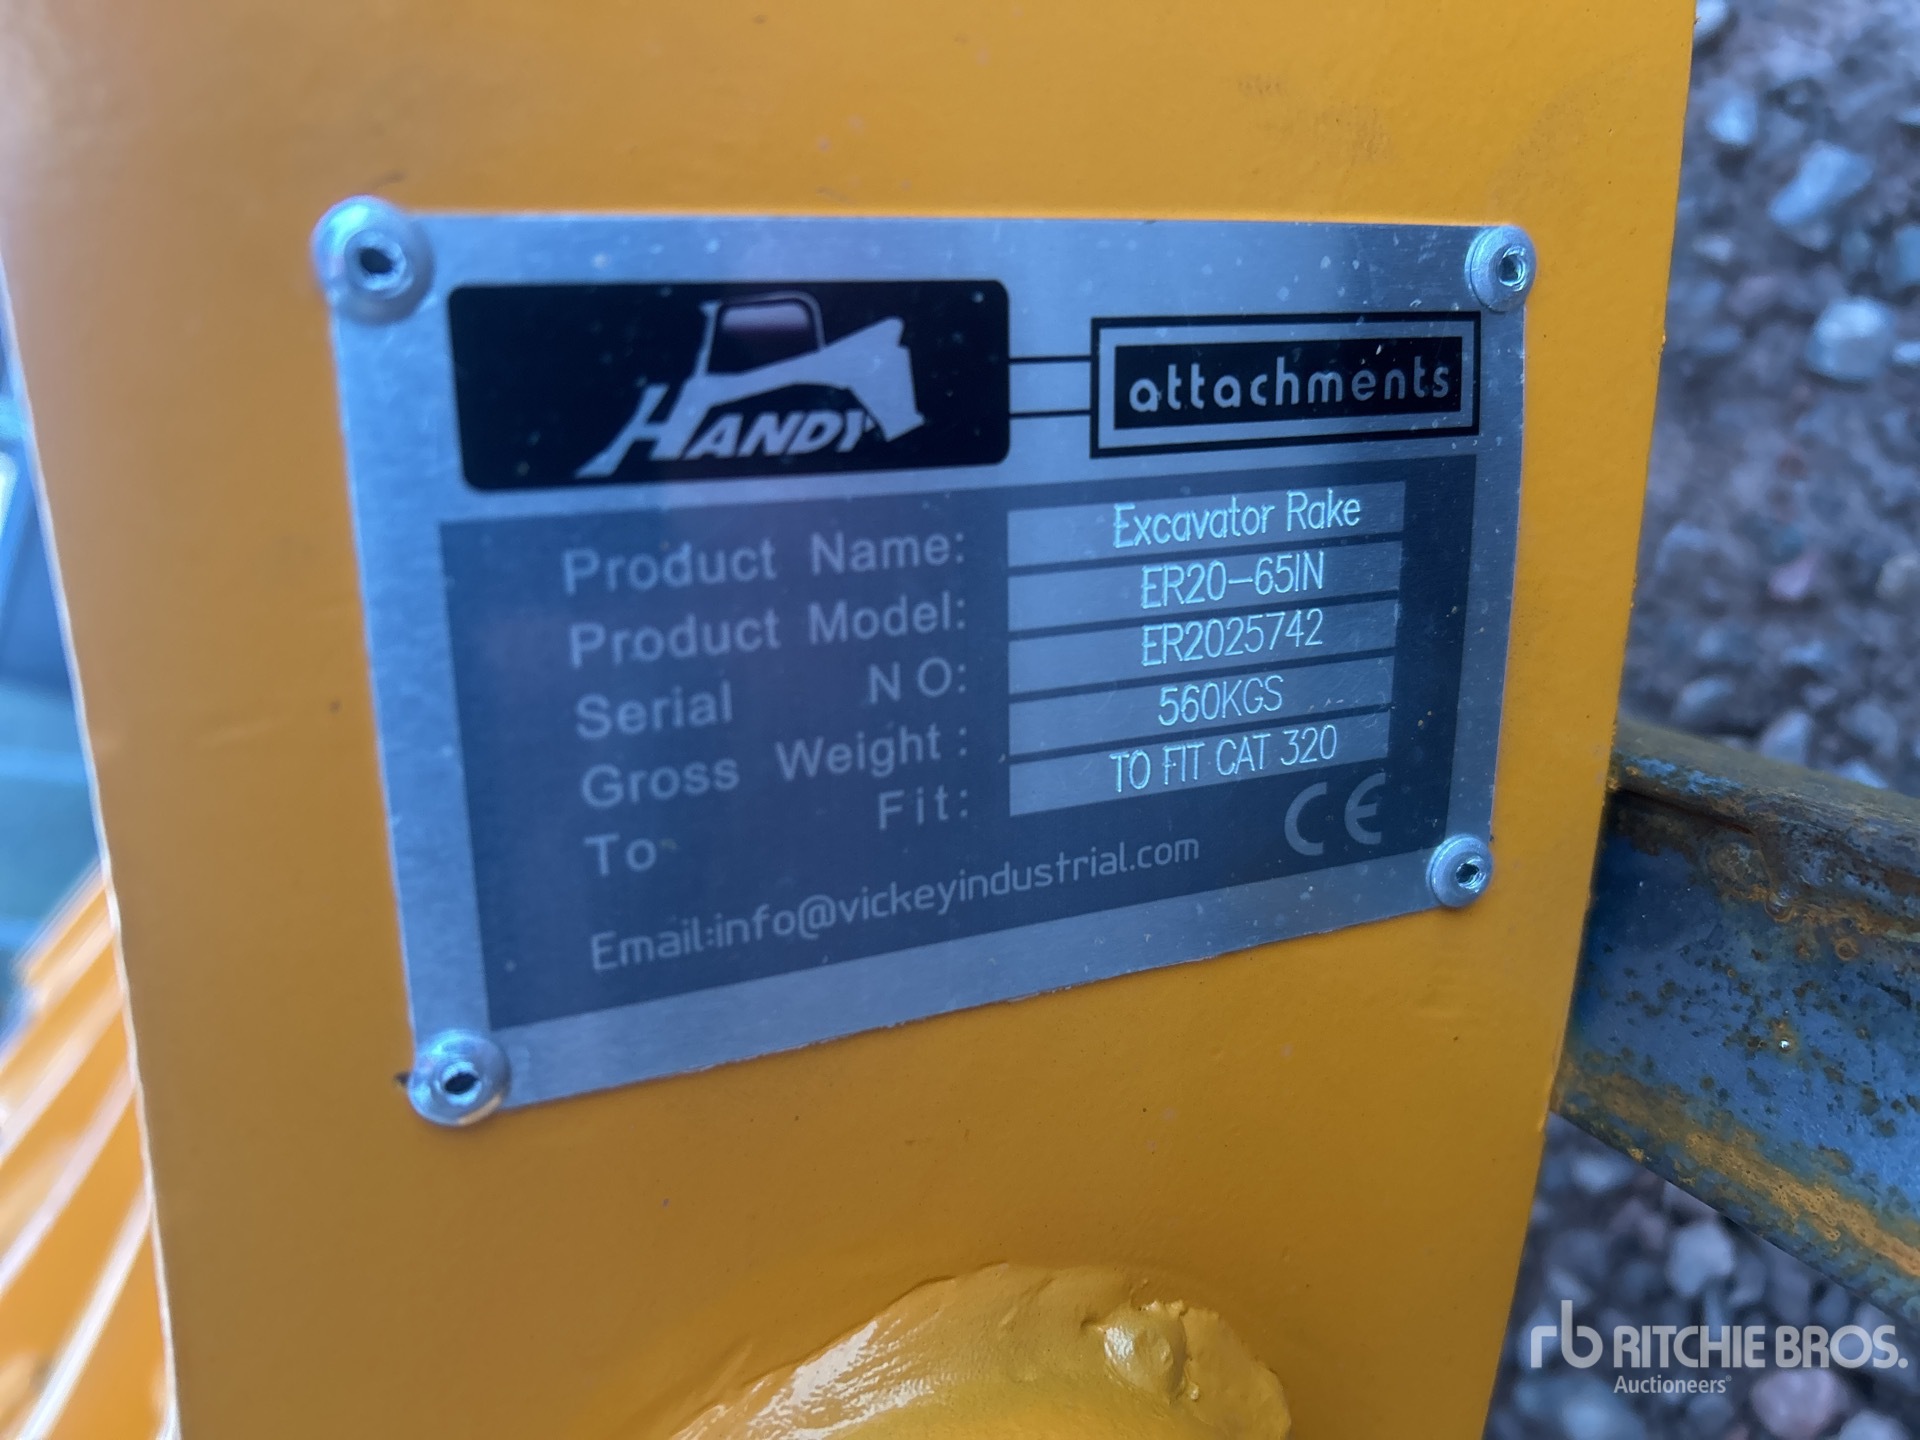 HANDY
attachments
Product Name: Excavator Rake
Product Model: ER20-65IN
Serial NO: ER2025742
Gross Weight: 560KGS
To Fit: TO FIT CAT 320
Email:info@vickeyindustrial.com CE
rb RITCHIE BROS.
Auctioneers®